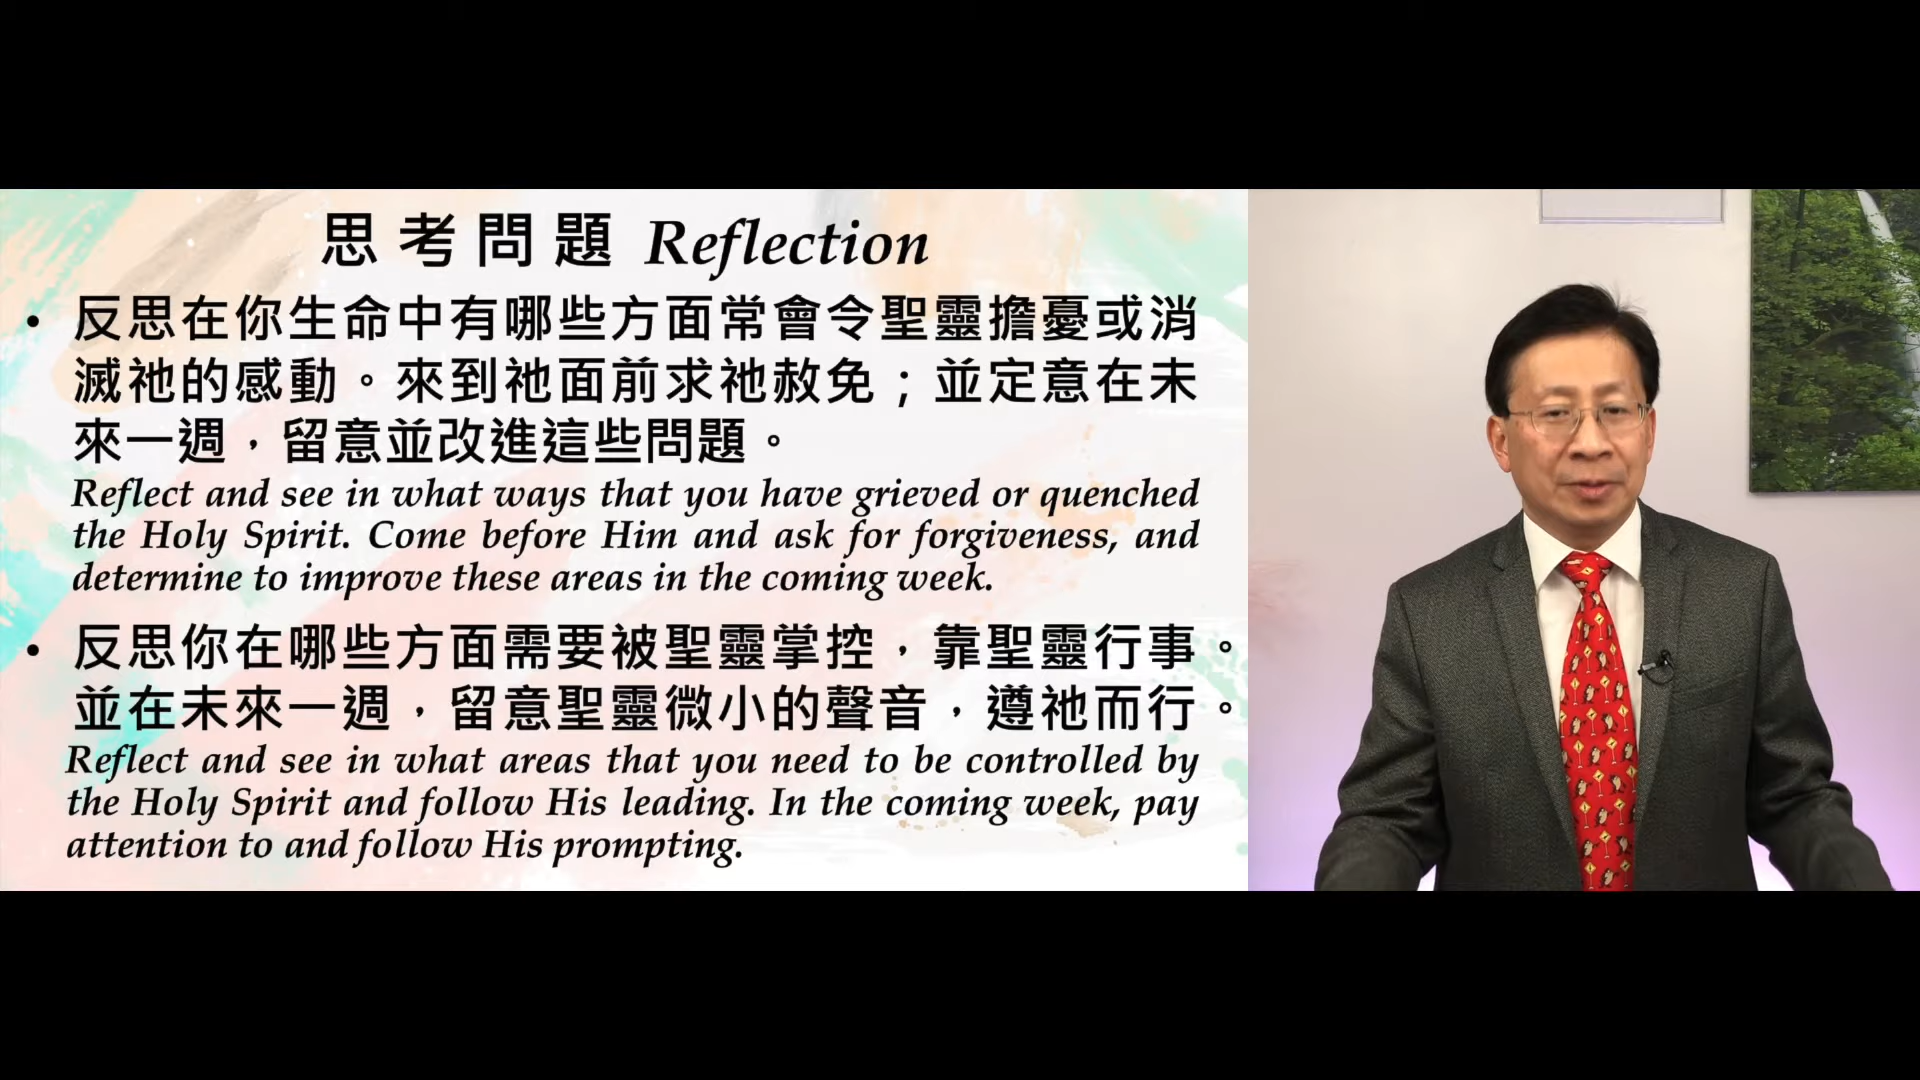 思考問題 Reflection
• 反思在你生命中有哪些方面常會令聖靈擔憂或消
滅祂的感動。來到祂面前求祂赦免；並定意在未
來一週，留意並改進這些問題。
Reflect and see in what ways that you have grieved or quenched
the Holy Spirit. Come before Him and ask for forgiveness, and
determine to improve these areas in the coming week.
• 反思你在哪些方面需要被聖靈掌控，靠聖靈行事。
並在未來一週，留意聖靈微小的聲音，遵祂而行。
Reflect and see in what areas that you need to be controlled by
the Holy Spirit and follow His leading. In the coming week, pay
attention to and follow His prompting.